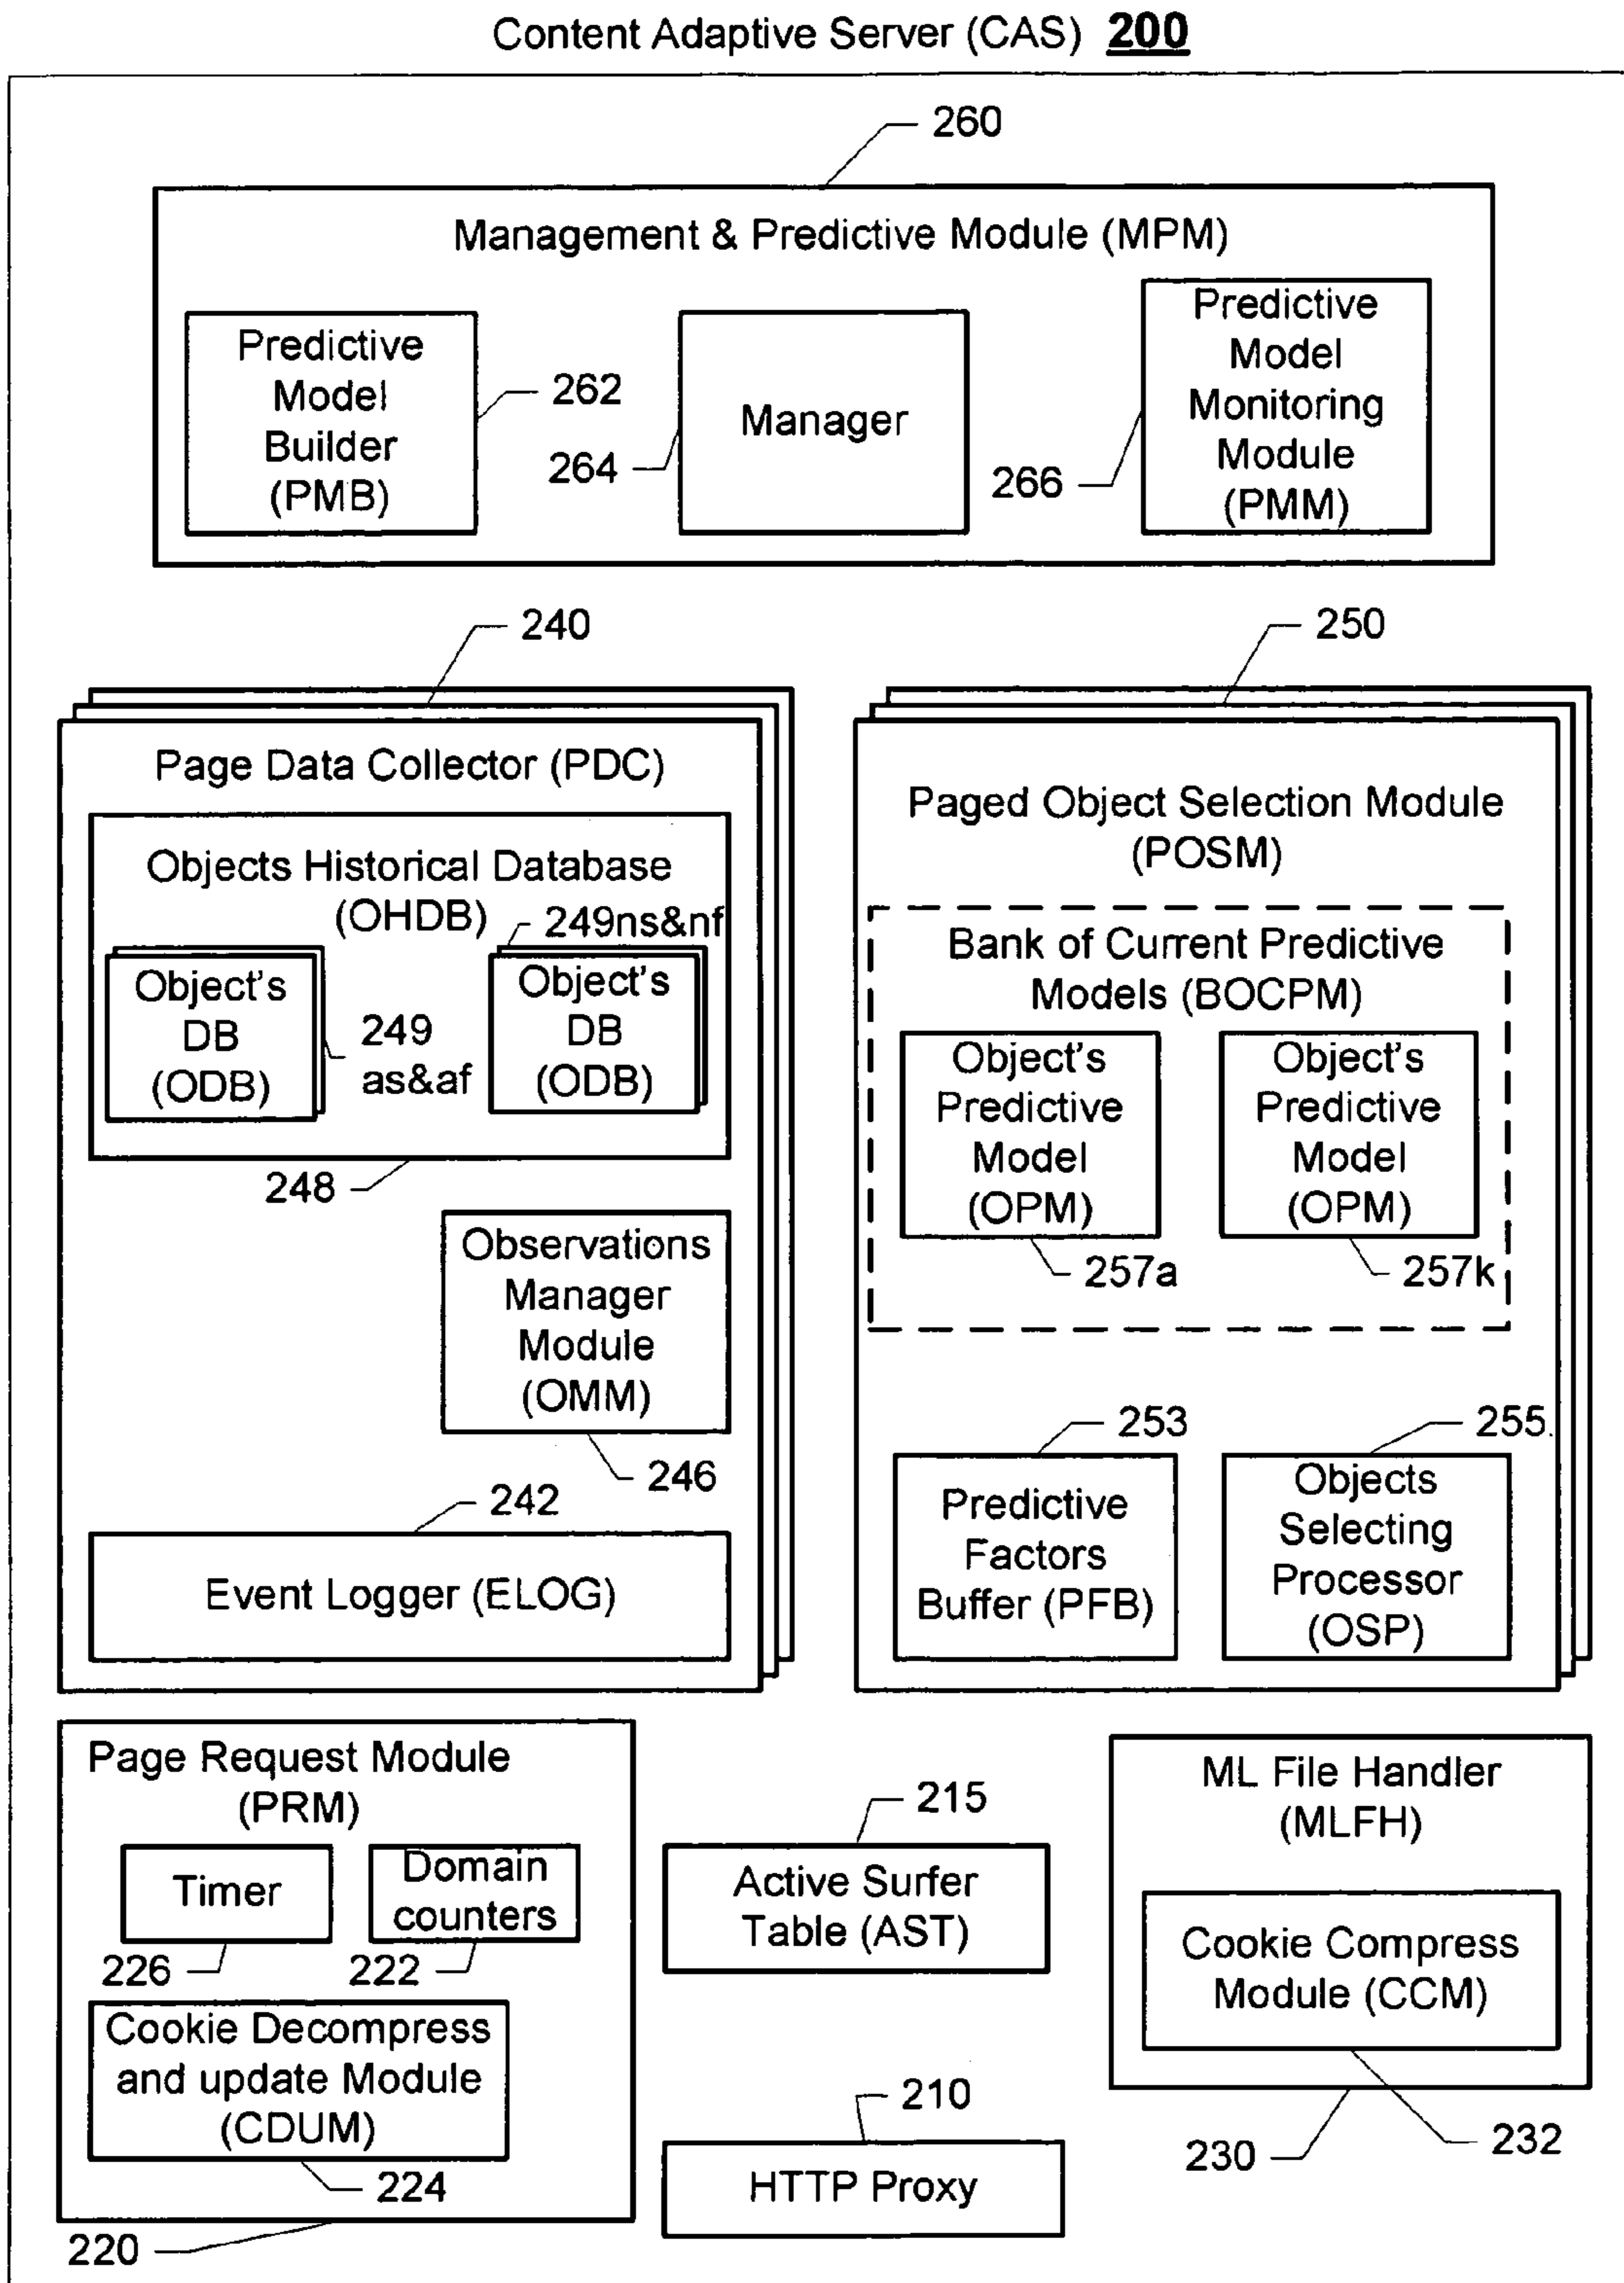 Content Adaptive Server (CAS) 200
260
Management & Predictive Module (MPM)
Predictive
Model
Builder
(PMB)
262
264
Manager
266
Predictive
Model
Monitoring
Module
(PMM)
240
Page Data Collector (PDC)
Objects Historical Database
(OHDB)
249ns&nf
Object's
DB
(ODB)
249
as&af
Object's
DB
(ODB)
248
Observations
Manager
Module
(OMM)
246
242
Event Logger (ELOG)
250
Paged Object Selection Module
(POSM)
Bank of Current Predictive
Models (BOCPM)
Object's
Predictive
Model
(OPM)
257a
Object's
Predictive
Model
(OPM)
257k
253
Predictive
Factors
Buffer (PFB)
255
Objects
Selecting
Processor
(OSP)
Page Request Module
(PRM)
Timer
226
Domain
counters
222
Cookie Decompress
and update Module
(CDUM)
224
220
215
Active Surfer
Table (AST)
210
HTTP Proxy
ML File Handler
(MLFH)
Cookie Compress
Module (CCM)
232
230